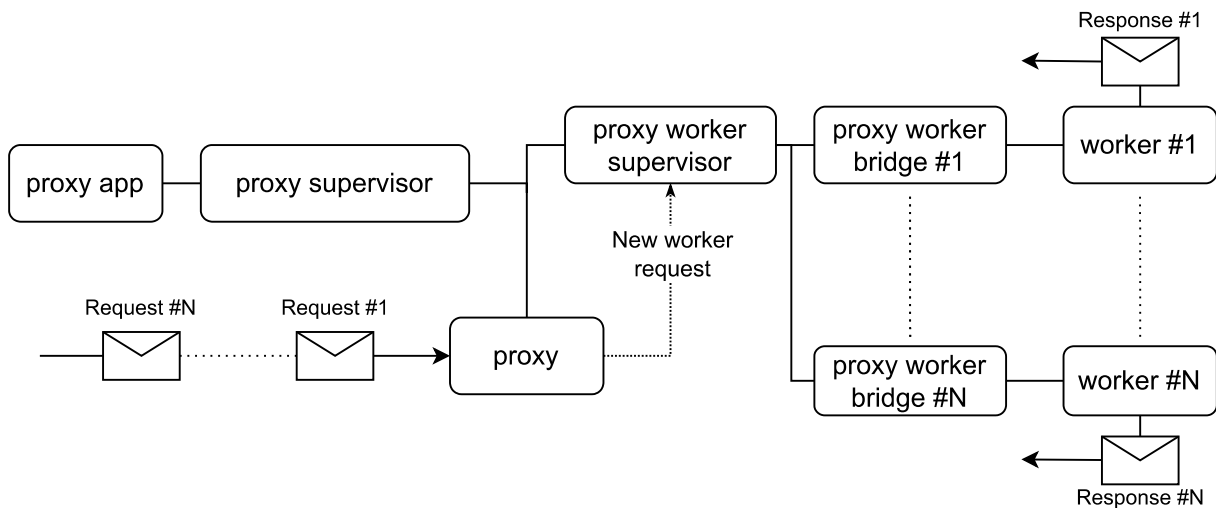 Response #1
proxy app
proxy supervisor
proxy worker
supervisor
proxy worker
bridge #1
worker #1
New worker
request
Request #N
Request #1
proxy
proxy worker
bridge #N
worker #N
Response #N